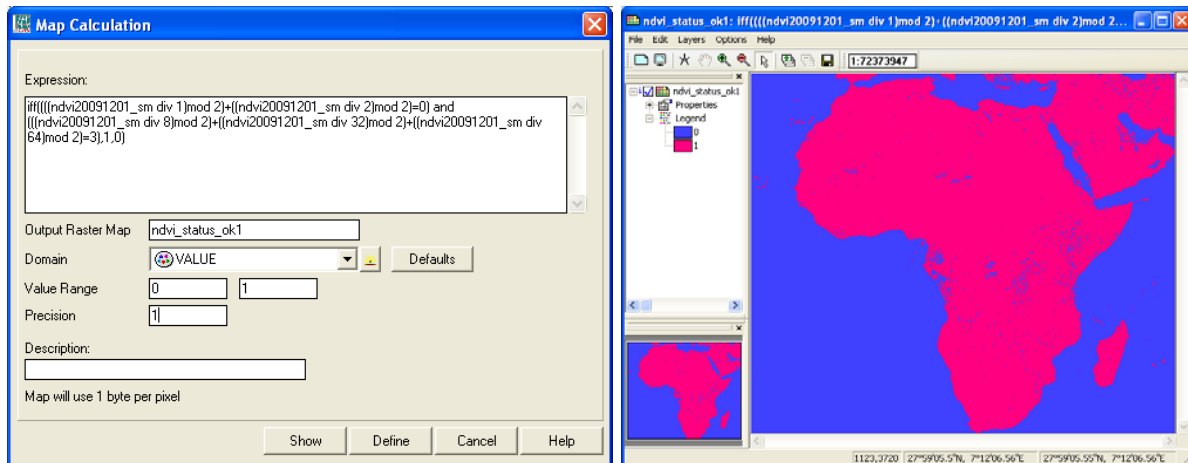 Map Calculation
Expression:
iff((((ndvi20091201_sm div 1)mod 2)+((ndvi20091201_sm div 2)mod 2)=0) and
(((ndvi20091201_sm div 8)mod 2)+((ndvi20091201_sm div 32)mod 2)+((ndvi20091201_sm div
64)mod 2)=3),1,0)
Output Raster Map ndvi_status_ok1
Domain VALUE Defaults
Value Range 0 1
Precision 1
Description:
Map will use 1 byte per pixel
Show Define Cancel Help
ndvi_status_ok1: iff((((ndvi20091201_sm div 1)mod 2)+((ndvi20091201_sm div 2)mod 2...
File Edit Layers Options Help
1:72373947
ndvi_status_ok1
Properties
Legend
0
1
1123,3720 27°59'05.5"N, 7°12'06.56"E 27°59'05.55"N, 7°12'06.56"E